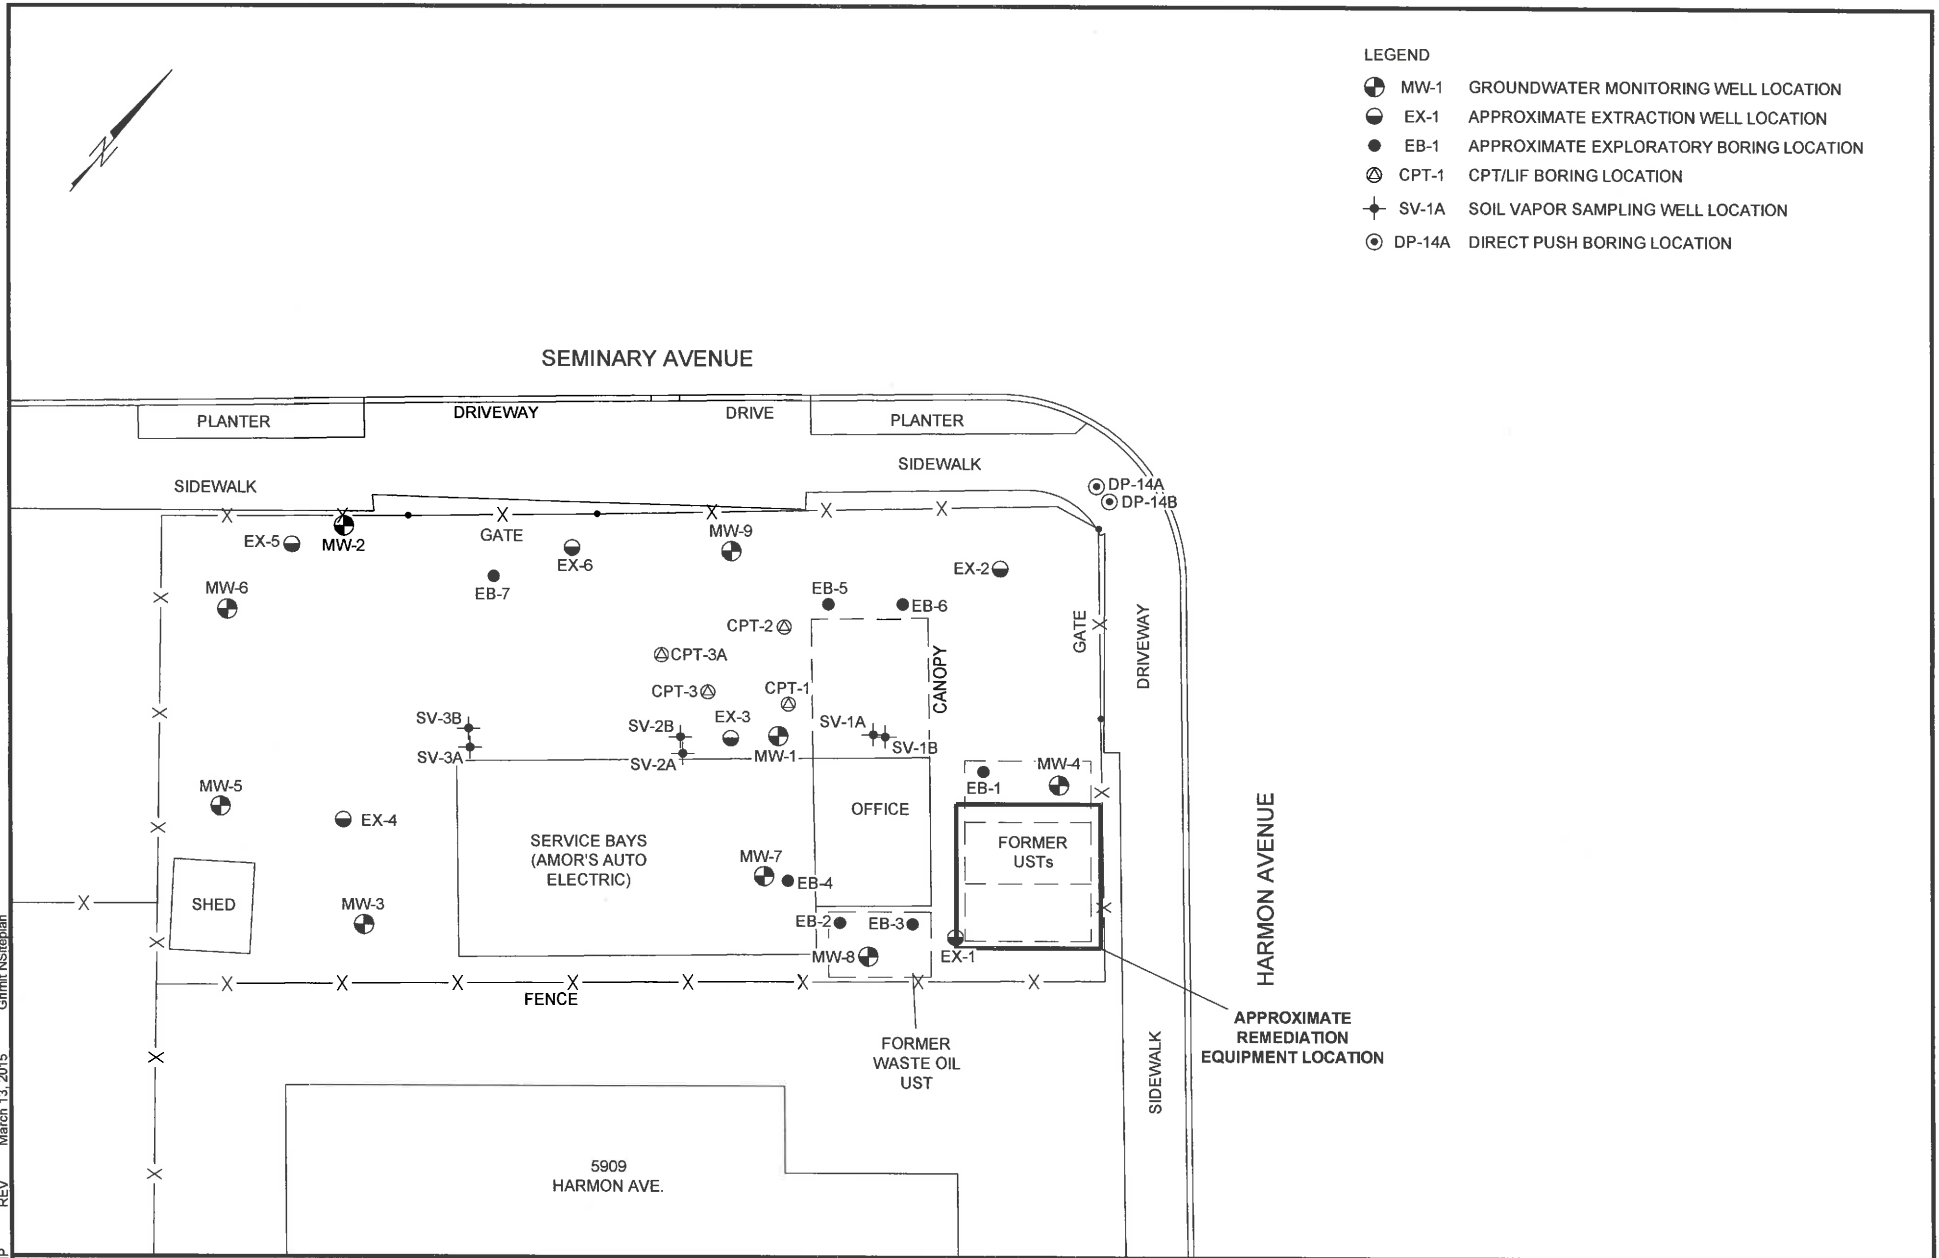 LEGEND
MW-1 GROUNDWATER MONITORING WELL LOCATION
EX-1 APPROXIMATE EXTRACTION WELL LOCATION
EB-1 APPROXIMATE EXPLORATORY BORING LOCATION
CPT-1 CPT/LIF BORING LOCATION
SV-1A SOIL VAPOR SAMPLING WELL LOCATION
DP-14A DIRECT PUSH BORING LOCATION
N
SEMINARY AVENUE
PLANTER
DRIVEWAY
DRIVE
PLANTER
SIDEWALK
SIDEWALK
DP-14A
DP-14B
EX-5
MW-2
GATE
EX-6
MW-9
EX-2
MW-6
EB-7
EB-5
EB-6
CPT-2
GATE
DRIVEWAY
CPT-3A
CANOPY
CPT-3
CPT-1
SV-3B
SV-2B
EX-3
SV-1A
SV-1B
SV-3A
SV-2A
MW-1
MW-4
EB-1
MW-5
EX-4
OFFICE
SERVICE BAYS
(AMOR'S AUTO
ELECTRIC)
FORMER
USTs
MW-7
EB-4
HARMON AVENUE
SHED
MW-3
EB-2
EB-3
MW-8
EX-1
FENCE
APPROXIMATE
REMEDIATION
EQUIPMENT LOCATION
FORMER
WASTE OIL
UST
SIDEWALK
5909
HARMON AVE.
Grimit NSiteplan
March 13, 2015
REV